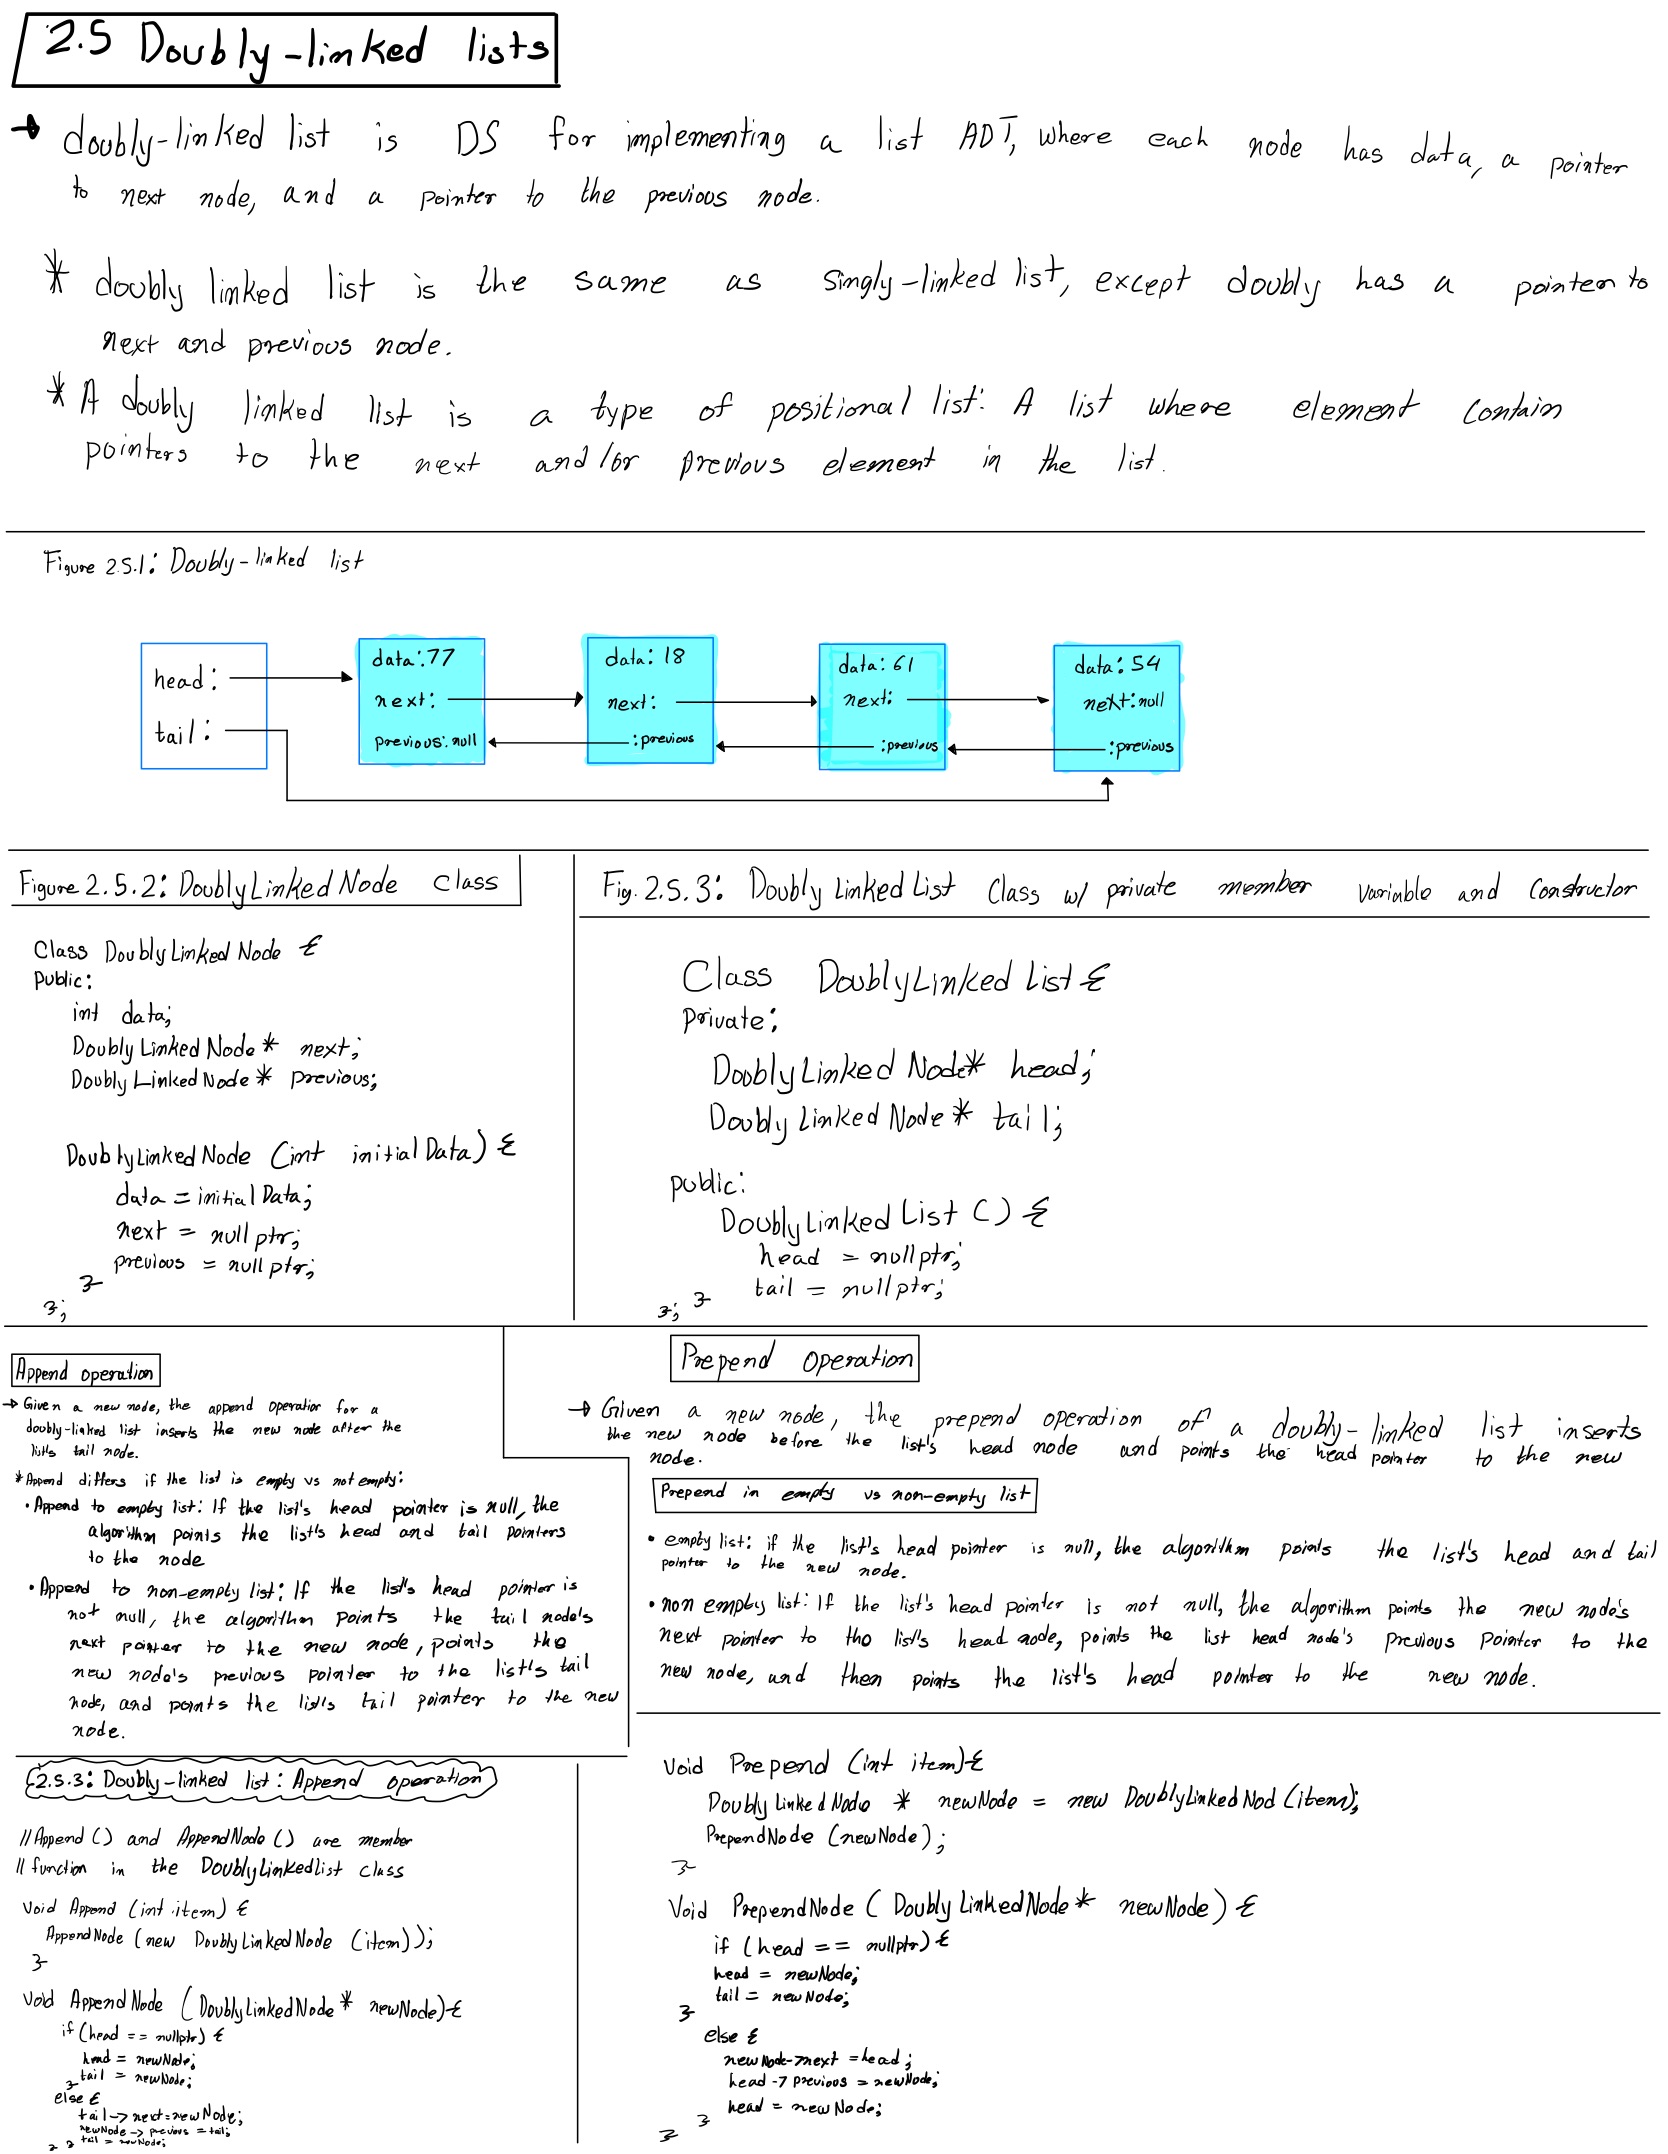 2.5 Doubly-linked lists
→ doubly-linked list is DS for implementing a list ADT, where each node has data, a pointer
to next node, and a pointer to the previous node.
* doubly linked list is the same as singly-linked list, except doubly has a pointer to
next and previous node.
* A doubly linked list is a type of positional list: A list where element contain
pointers to the next and/or previous element in the list.
Figure 2.5.1: Doubly-linked list
head:
tail:
data:77
next:
previous:null
data:18
next:
:previous
data:61
next:
:previous
data:54
next:null
:previous
Figure 2.5.2: DoublyLinkedNode class
Class DoublyLinkedNode {
Public:
int data;
DoublyLinkedNode* next;
DoublyLinkedNode* previous;
DoublyLinkedNode (int initialData) {
data = initialData;
next = nullptr;
previous = nullptr;
}
};
Fig. 2.5.3: DoublyLinkedList Class w/ private member variable and constructor
Class DoublyLinkedList {
private:
DoublyLinkedNode* head;
DoublyLinkedNode* tail;
public:
DoublyLinkedList () {
head = nullptr;
tail = nullptr;
}
};
Append operation
→ Given a new node, the append operation for a
doubly-linked list inserts the new node after the
list's tail node.
* Append differs if the list is empty vs not empty:
• Append to empty list: If the list's head pointer is null, the
algorithm points the list's head and tail pointers
to the node
• Append to non-empty list: If the list's head pointer is
not null, the algorithm points the tail node's
next pointer to the new node, points the
new node's previous pointer to the list's tail
node, and points the list's tail pointer to the new
node.
2.5.3: Doubly-linked list: Append operation
//Append () and AppendNode () are member
// function in the DoublyLinkedlist class
Void Append (int item) {
AppendNode (new DoublyLinkedNode (item));
}
Void AppendNode (DoublyLinkedNode* newNode) {
if (head == nullptr) {
head = newNode;
tail = newNode;
}
else {
tail -> next = newNode;
newNode -> previous = tail;
tail = newNode;
} }
Prepend operation
→ Given a new node, the prepend operation of a doubly-linked list inserts
the new node before the list's head node and points the head pointer to the new
node.
Prepend in empty vs non-empty list
• empty list: if the list's head pointer is null, the algorithm points the list's head and tail
pointer to the new node.
• non empty list: If the list's head pointer is not null, the algorithm points the new node's
next pointer to the list's head node, points the list head node's previous pointer to the
new node, and then points the list's head pointer to the new node.
Void Prepend (int item) {
DoublyLinkedNode * newNode = new DoublyLinkedNod (item);
PrependNode (newNode);
}
Void PrependNode (DoublyLinkedNode* newNode) {
if (head == nullptr) {
head = newNode;
tail = newNode;
}
else {
newNode->next = head;
head -> previous = newNode;
head = newNode;
}
}